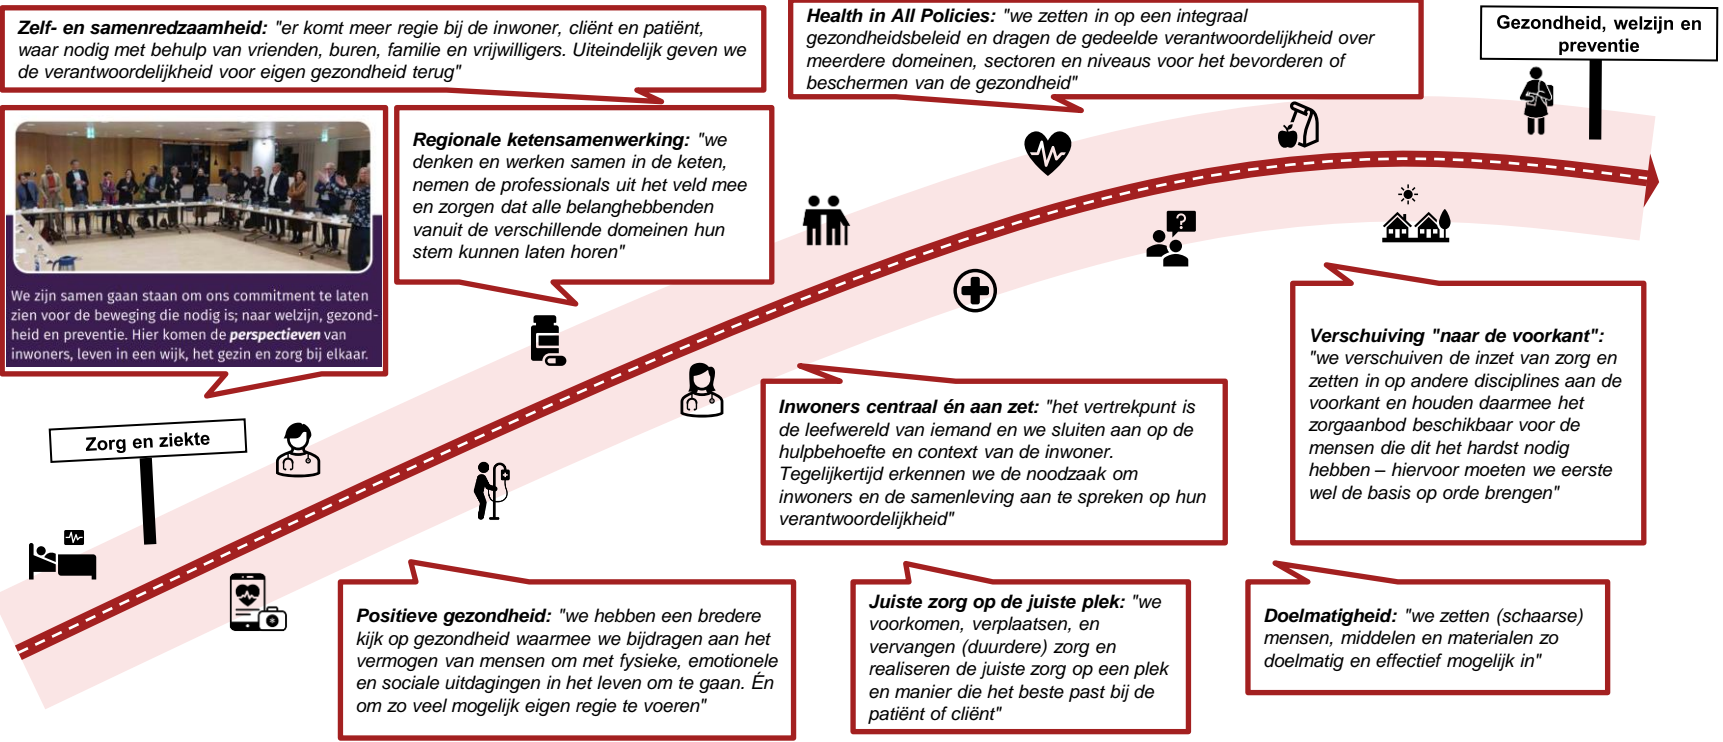 Zelf- en samenredzaamheid: "er komt meer regie bij de inwoner, cliënt en patiënt,
waar nodig met behulp van vrienden, buren, familie en vrijwilligers. Uiteindelijk geven we
de verantwoordelijkheid voor eigen gezondheid terug"
Health in All Policies: "we zetten in op een integraal
gezondheidsbeleid en dragen de gedeelde verantwoordelijkheid over
meerdere domeinen, sectoren en niveaus voor het bevorderen of
beschermen van de gezondheid"
Gezondheid, welzijn en
preventie
Regionale ketensamenwerking: "we
denken en werken samen in de keten,
nemen de professionals uit het veld mee
en zorgen dat alle belanghebbenden
vanuit de verschillende domeinen hun
stem kunnen laten horen"
We zijn samen gaan staan om ons commitment te laten
zien voor de beweging die nodig is; naar welzijn, gezond-
heid en preventie. Hier komen de perspectieven van
inwoners, leven in een wijk, het gezin en zorg bij elkaar.
?
Verschuiving "naar de voorkant":
"we verschuiven de inzet van zorg en
zetten in op andere disciplines aan de
voorkant en houden daarmee het
zorgaanbod beschikbaar voor de
mensen die dit het hardst nodig
hebben – hiervoor moeten we eerste
wel de basis op orde brengen"
Zorg en ziekte
Inwoners centraal én aan zet: "het vertrekpunt is
de leefwereld van iemand en we sluiten aan op de
hulpbehoefte en context van de inwoner.
Tegelijkertijd erkennen we de noodzaak om
inwoners en de samenleving aan te spreken op hun
verantwoordelijkheid"
Positieve gezondheid: "we hebben een bredere
kijk op gezondheid waarmee we bijdragen aan het
vermogen van mensen om met fysieke, emotionele
en sociale uitdagingen in het leven om te gaan. Én
om zo veel mogelijk eigen regie te voeren"
Juiste zorg op de juiste plek: "we
voorkomen, verplaatsen, en
vervangen (duurdere) zorg en
realiseren de juiste zorg op een plek
en manier die het beste past bij de
patiënt of cliënt"
Doelmatigheid: "we zetten (schaarse)
mensen, middelen en materialen zo
doelmatig en effectief mogelijk in"